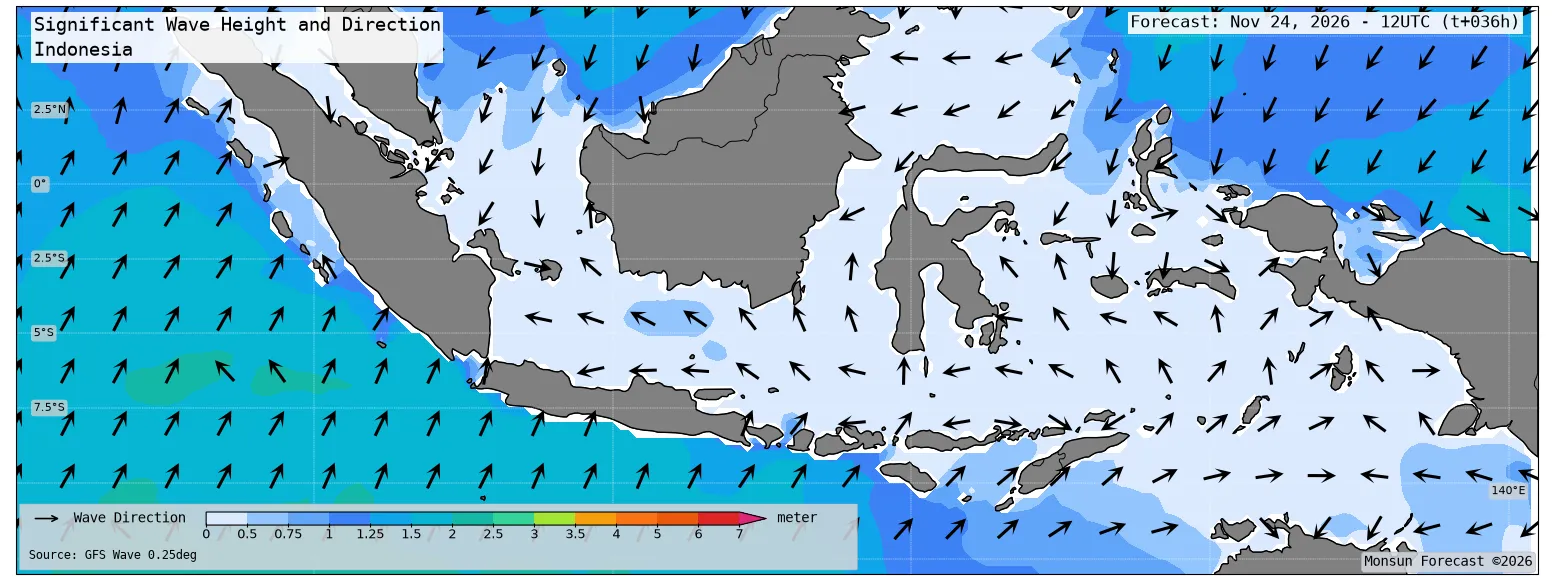 Significant Wave Height and Direction
Indonesia
Forecast: Nov 24, 2026 - 12UTC (t+036h)
2.5°N
0°
2.5°S
5°S
7.5°S
140°E
Wave Direction
meter
0 0.5 0.75 1 1.25 1.5 2 2.5 3 3.5 4 5 6 7
Source: GFS Wave 0.25deg
Monsun Forecast ©2026